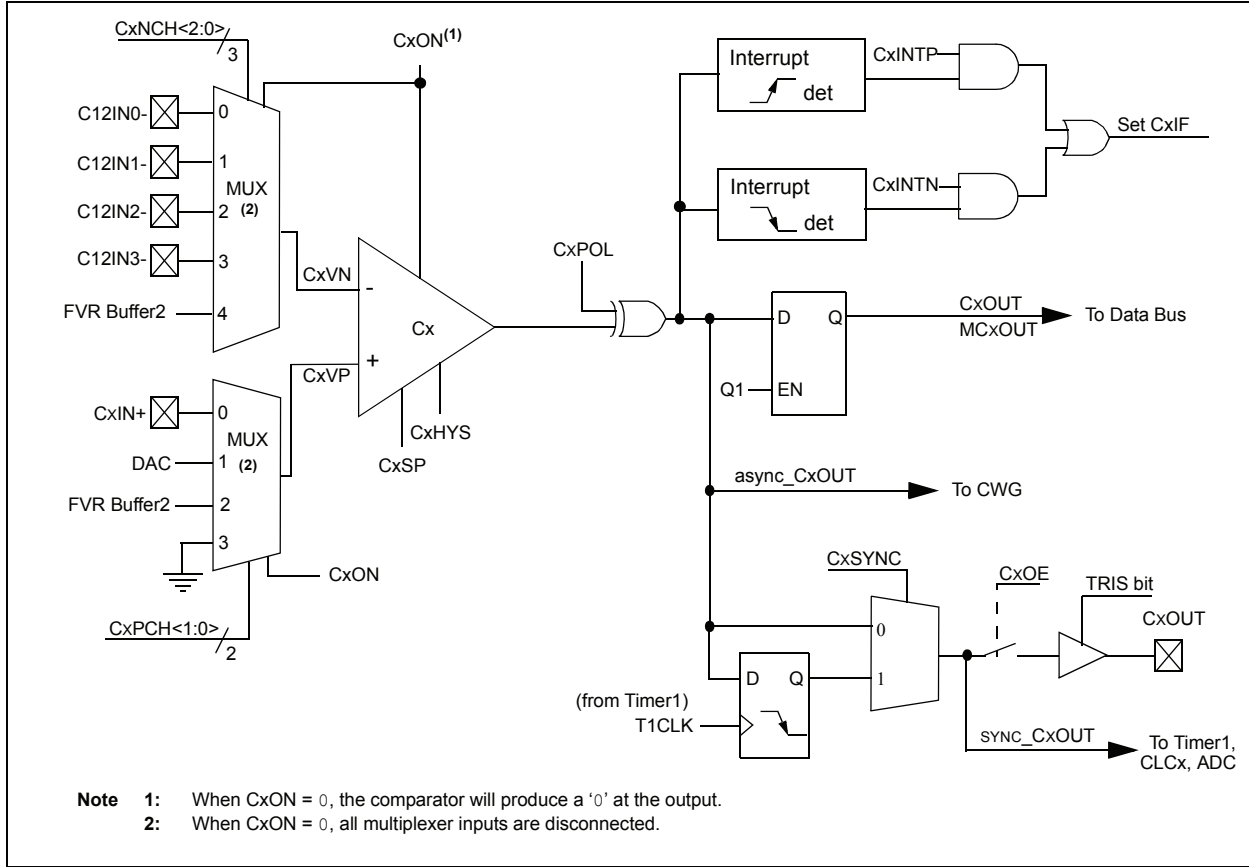 CxNCH<2:0>
3
CxON(1)
C12IN0-
0
C12IN1-
1
MUX
(2)
C12IN2-
2
C12IN3-
3
FVR Buffer2
4
CxVN
-
Cx
+
CxVP
CxHYS
CxSP
CxIN+
0
MUX
(2)
DAC
1
FVR Buffer2
2
3
CxON
CxPCH<1:0>
2
CxPOL
Interrupt
det
CxINTP
Interrupt
det
CxINTN
Set CxIF
D
Q
Q1
EN
CxOUT
MCxOUT
To Data Bus
async_CxOUT
To CWG
CxSYNC
0
1
D
Q
(from Timer1)
T1CLK
CxOE
TRIS bit
CxOUT
SYNC_CxOUT
To Timer1,
CLCx, ADC
Note 1: When CxON = 0, the comparator will produce a ‘0’ at the output.
2: When CxON = 0, all multiplexer inputs are disconnected.